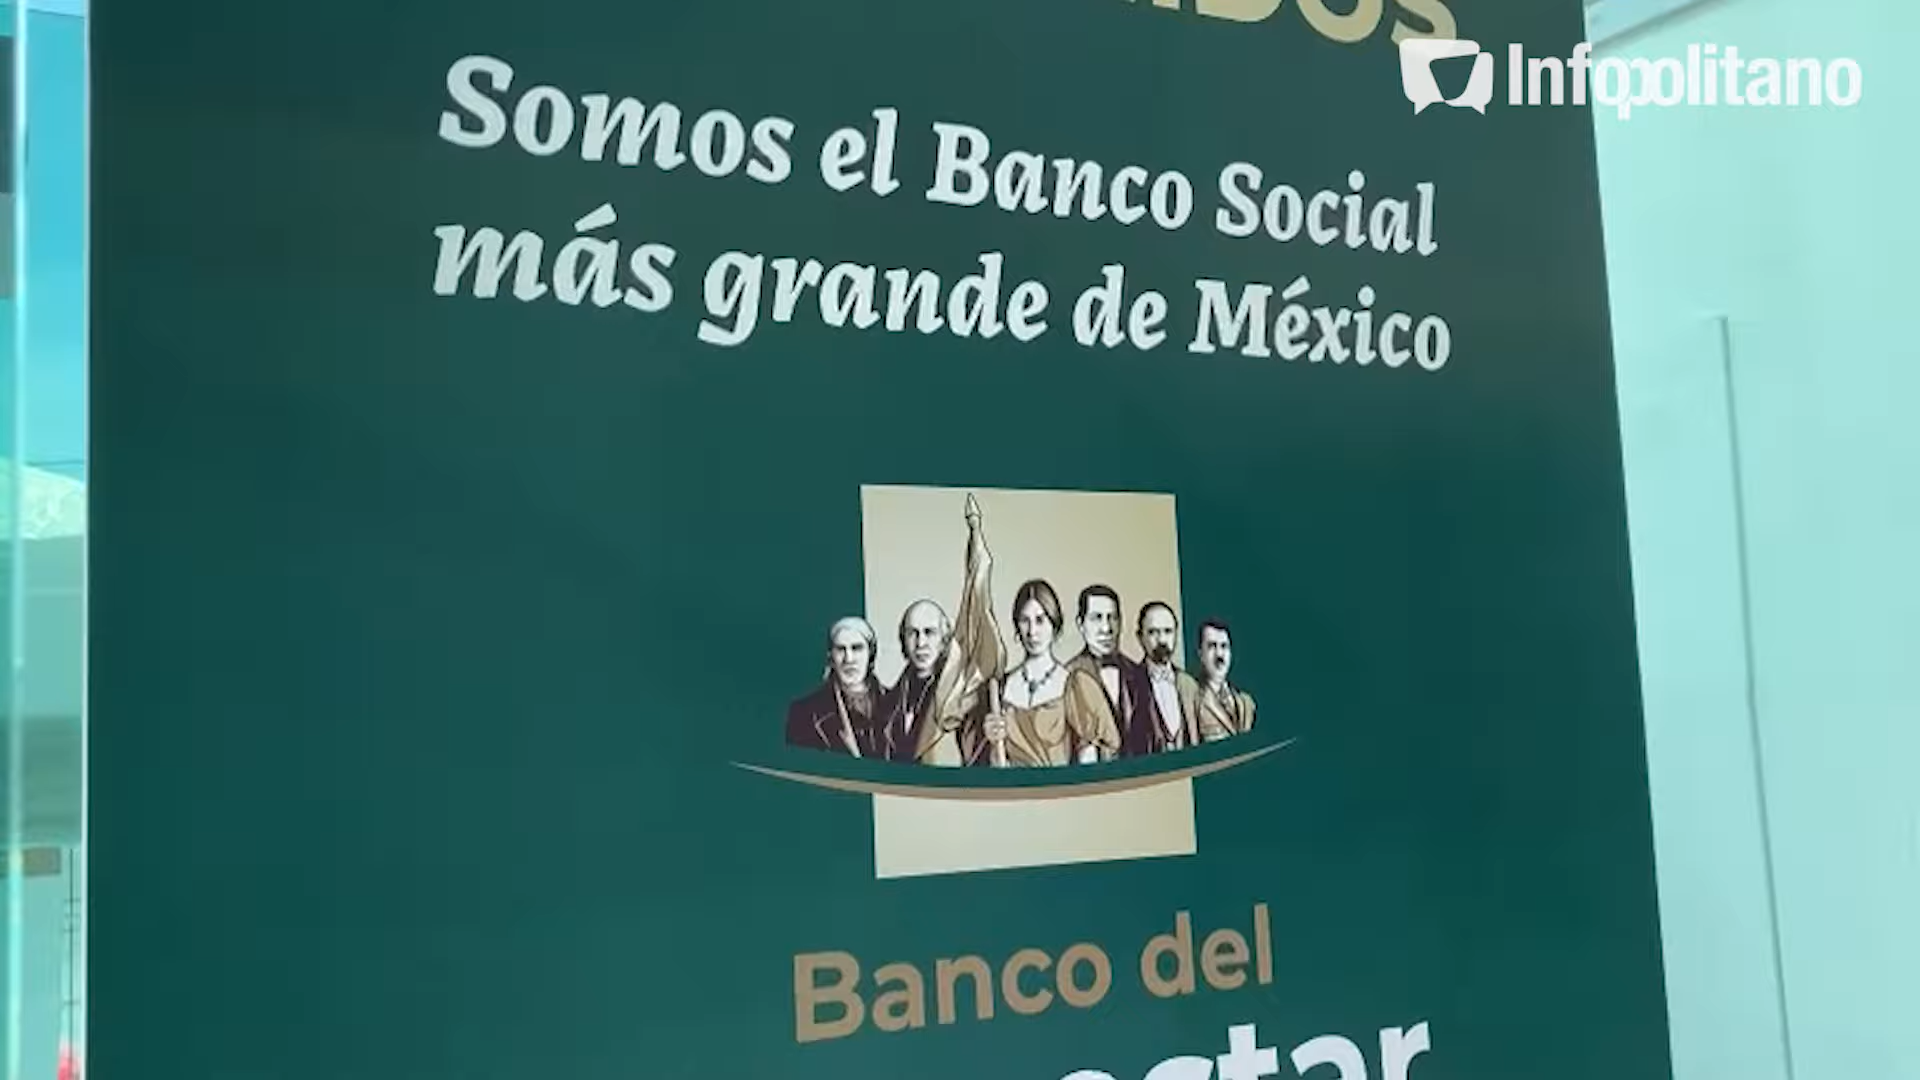 Infopolitano
Somos el Banco Social
más grande de México
Banco del